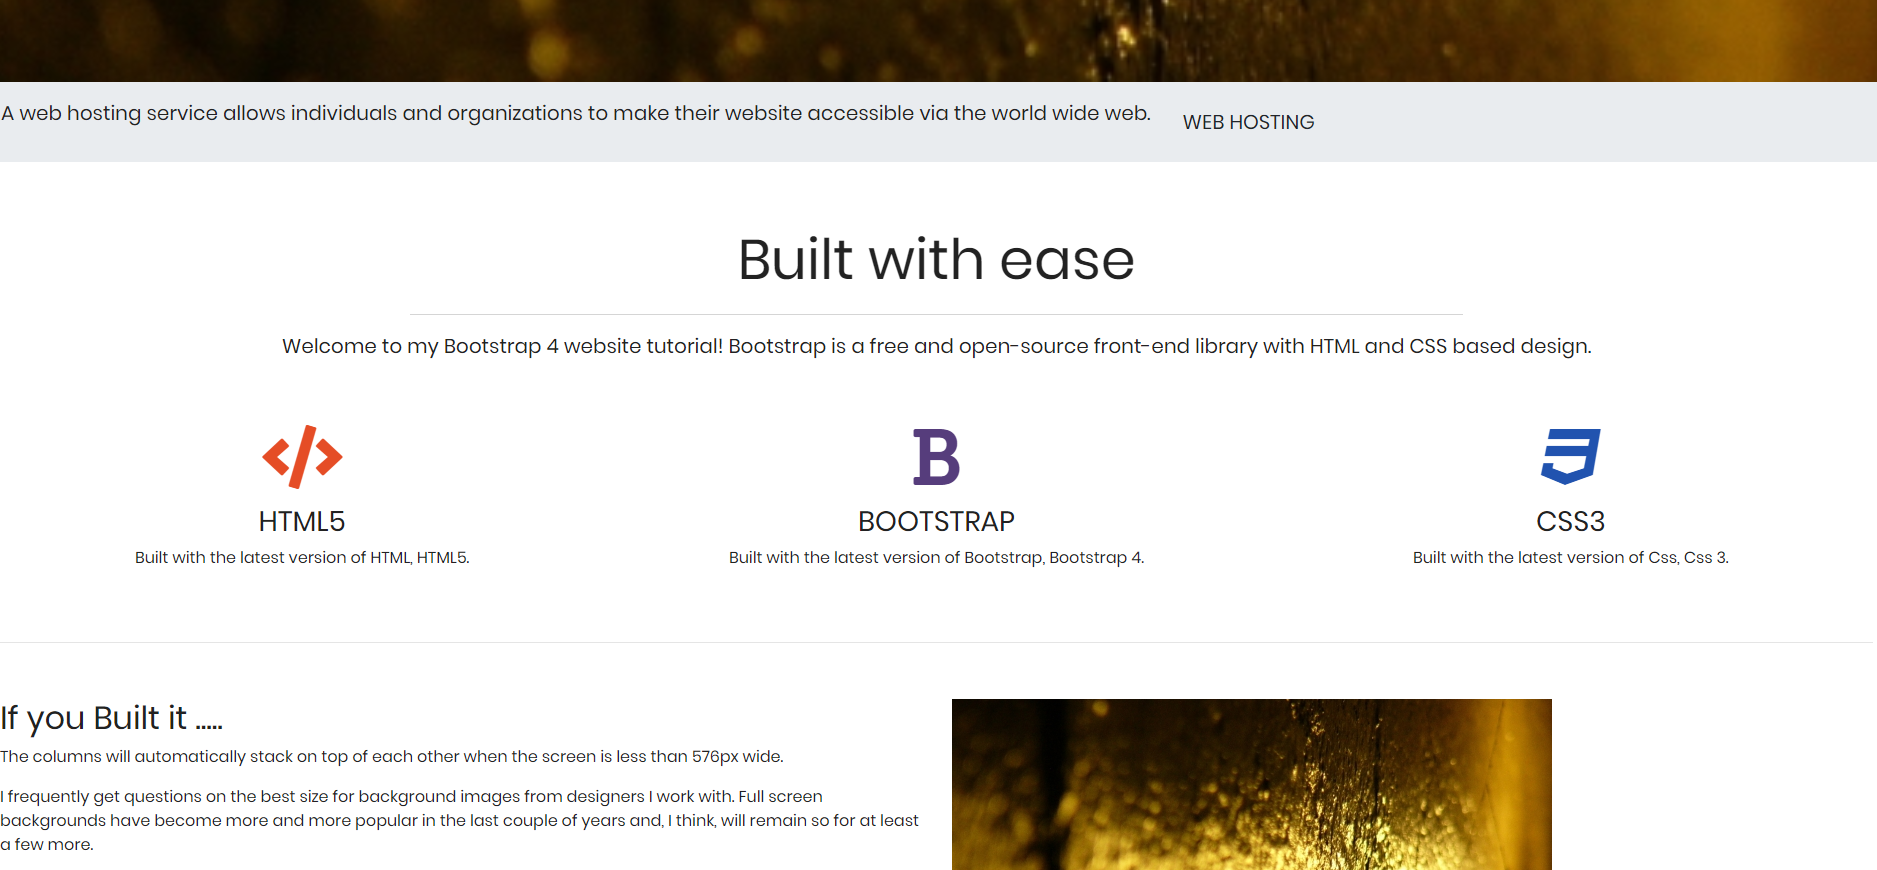 A web hosting service allows individuals and organizations to make their website accessible via the world wide web.
WEB HOSTING
Built with ease
Welcome to my Bootstrap 4 website tutorial! Bootstrap is a free and open-source front-end library with HTML and CSS based design.
HTML5
Built with the latest version of HTML, HTML5.
BOOTSTRAP
Built with the latest version of Bootstrap, Bootstrap 4.
CSS3
Built with the latest version of Css, Css 3.
If you Built it .....
The columns will automatically stack on top of each other when the screen is less than 576px wide.
I frequently get questions on the best size for background images from designers I work with. Full screen
backgrounds have become more and more popular in the last couple of years and, I think, will remain so for at least
a few more.